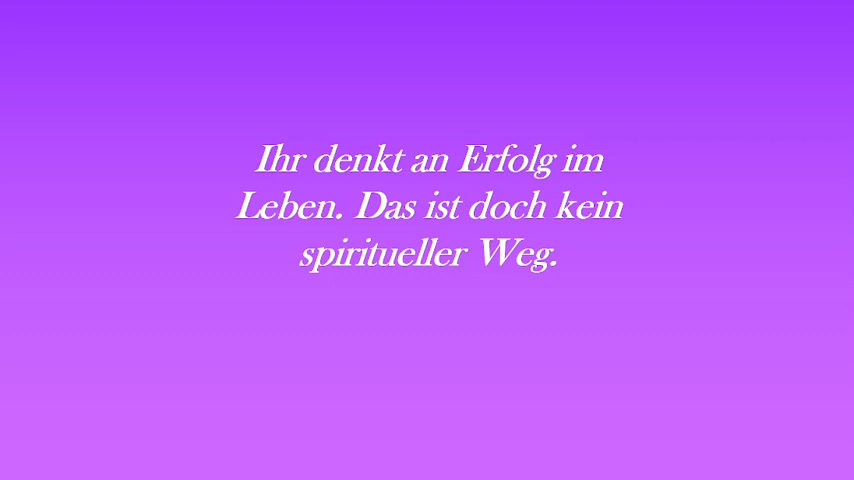 Ihr denkt an Erfolg im
Leben. Das ist doch kein
spiritueller Weg.